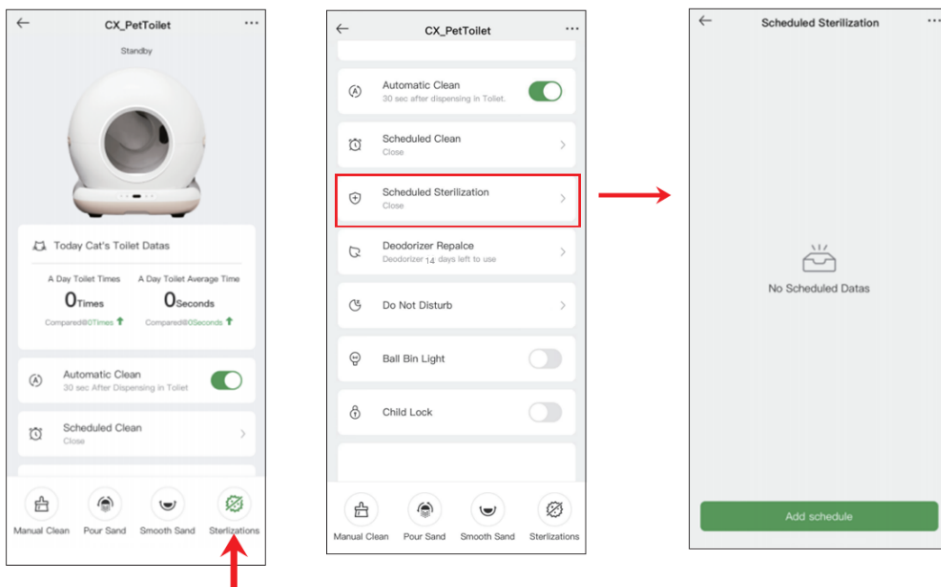 CX_PetToilet
Standby
Today Cat's Toilet Datas
A Day Toilet Times
A Day Toilet Average Time
0Times
0Seconds
Compared@0Times
Compared@0Seconds
Automatic Clean
30 sec After Dispensing in Toliet
Scheduled Clean
Close
Manual Clean
Pour Sand
Smooth Sand
Sterlizations
CX_PetToilet
Automatic Clean
30 sec after dispensing in Toliet.
Scheduled Clean
Close
Scheduled Sterilization
Close
Deodorizer Repalce
Deodorizer 14 days left to use
Do Not Disturb
Ball Bin Light
Child Lock
Manual Clean
Pour Sand
Smooth Sand
Sterlizations
Scheduled Sterilization
No Scheduled Datas
Add schedule